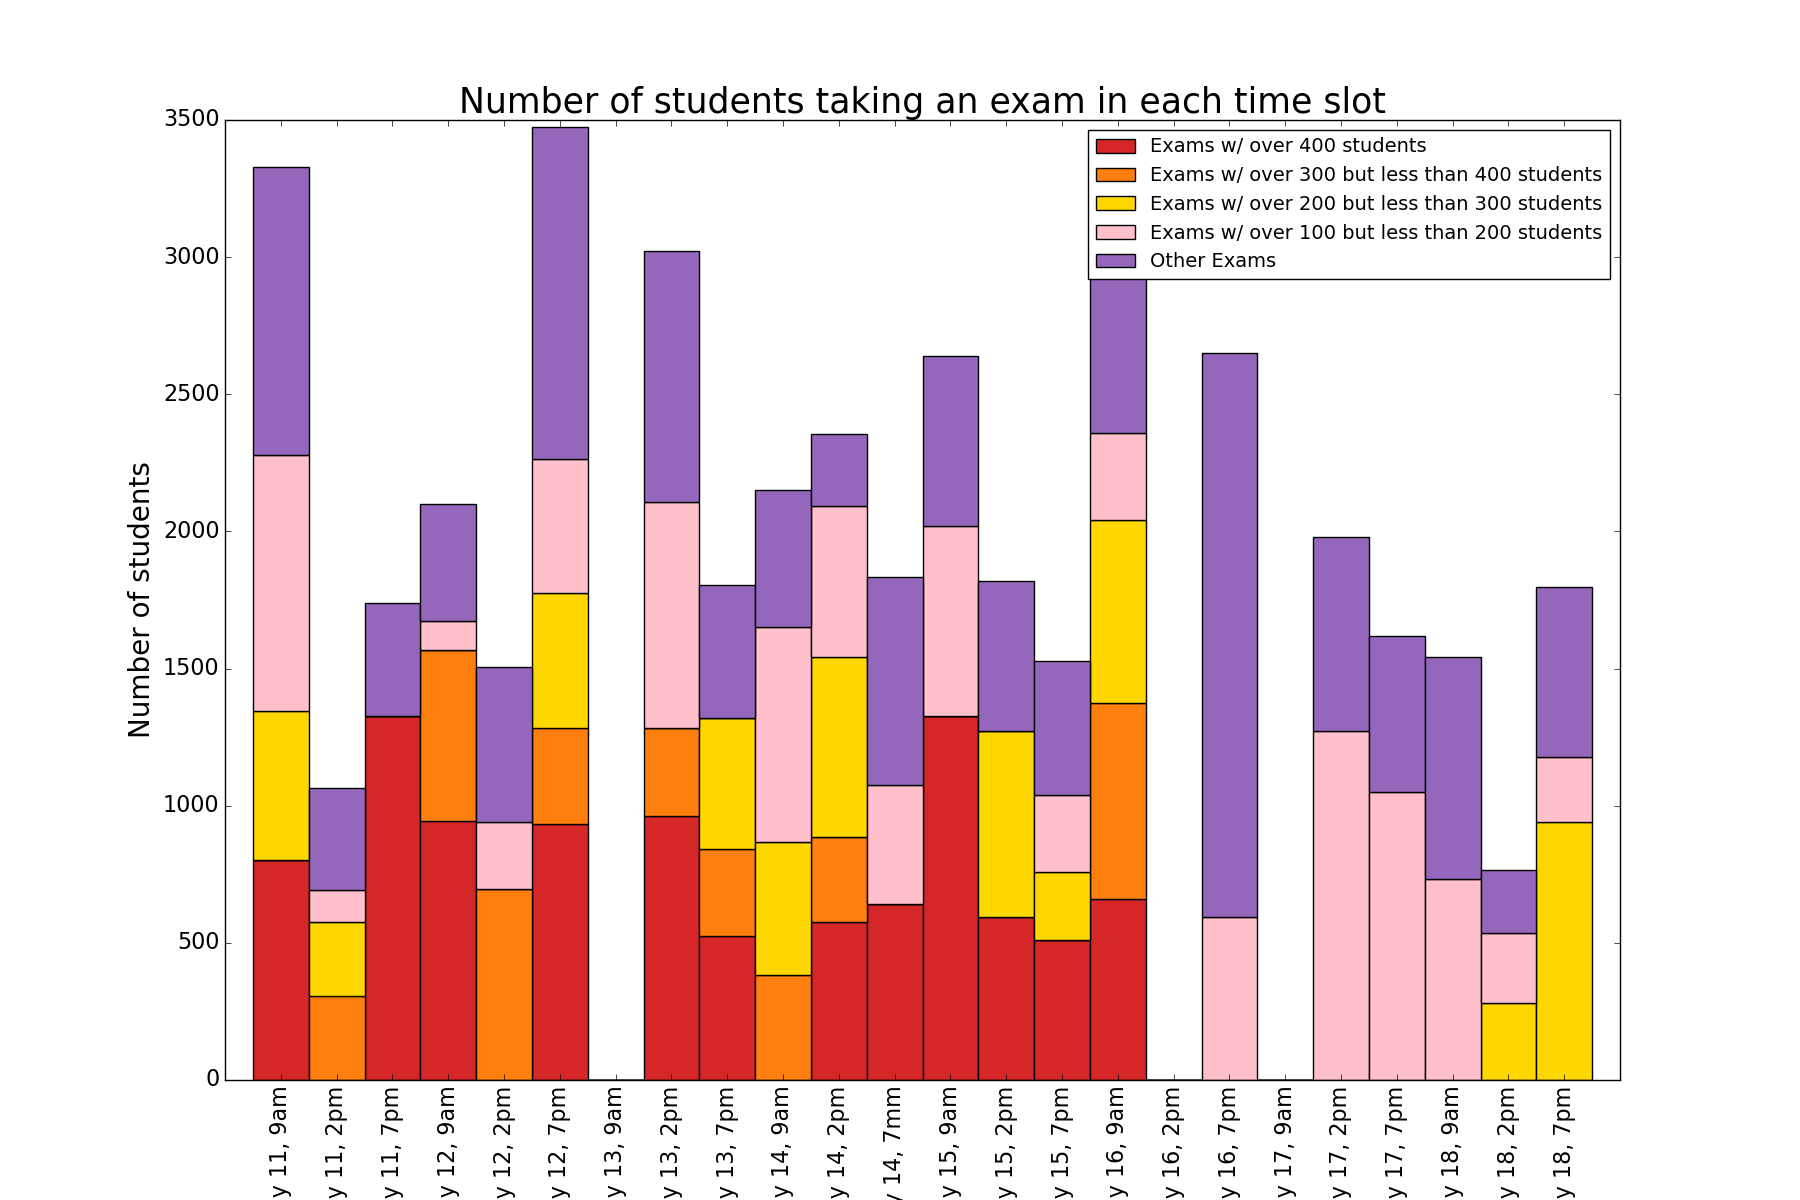 Number of students taking an exam in each time slot
Exams w/ over 400 students
Exams w/ over 300 but less than 400 students
Exams w/ over 200 but less than 300 students
Exams w/ over 100 but less than 200 students
Other Exams
Number of students
3500
3000
2500
2000
1500
1000
500
0
y 11, 9am
y 11, 2pm
y 11, 7pm
y 12, 9am
y 12, 2pm
y 12, 7pm
y 13, 9am
y 13, 2pm
y 13, 7pm
y 14, 9am
y 14, 2pm
y 14, 7mm
y 15, 9am
y 15, 2pm
y 15, 7pm
y 16, 9am
y 16, 2pm
y 16, 7pm
y 17, 9am
y 17, 2pm
y 17, 7pm
y 18, 9am
y 18, 2pm
y 18, 7pm